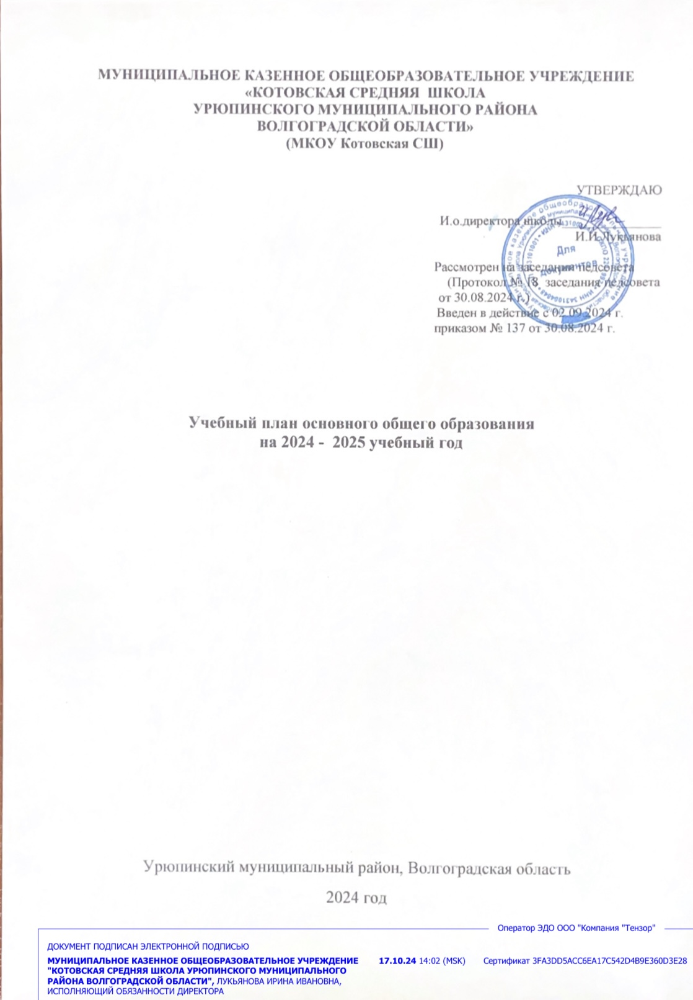 МУНИЦИПАЛЬНОЕ КАЗЕННОЕ ОБЩЕОБРАЗОВАТЕЛЬНОЕ УЧРЕЖДЕНИЕ
«КОТОВСКАЯ СРЕДНЯЯ ШКОЛА
УРЮПИНСКОГО МУНИЦИПАЛЬНОГО РАЙОНА
ВОЛГОГРАДСКОЙ ОБЛАСТИ»
(МКОУ Котовская СШ)
УТВЕРЖДАЮ
И.о.директора школы
И.И.Лукьянова
Для
документов
Рассмотрен на заседании педсовета
(Протокол № 18 заседания педсовета
от 30.08.2024 г.)
Введен в действие с 02.09.2024 г.
приказом № 137 от 30.08.2024 г.
Учебный план основного общего образования
на 2024 - 2025 учебный год
Урюпинский муниципальный район, Волгоградская область
2024 год
Оператор ЭДО ООО "Компания "Тензор"
ДОКУМЕНТ ПОДПИСАН ЭЛЕКТРОННОЙ ПОДПИСЬЮ
МУНИЦИПАЛЬНОЕ КАЗЕННОЕ ОБЩЕОБРАЗОВАТЕЛЬНОЕ УЧРЕЖДЕНИЕ 17.10.24 14:02 (MSK) Сертификат 3FA3DD5ACC6EA17C542D4B9E360D3E28
"КОТОВСКАЯ СРЕДНЯЯ ШКОЛА УРЮПИНСКОГО МУНИЦИПАЛЬНОГО
РАЙОНА ВОЛГОГРАДСКОЙ ОБЛАСТИ", ЛУКЬЯНОВА ИРИНА ИВАНОВНА,
ИСПОЛНЯЮЩИЙ ОБЯЗАННОСТИ ДИРЕКТОРА